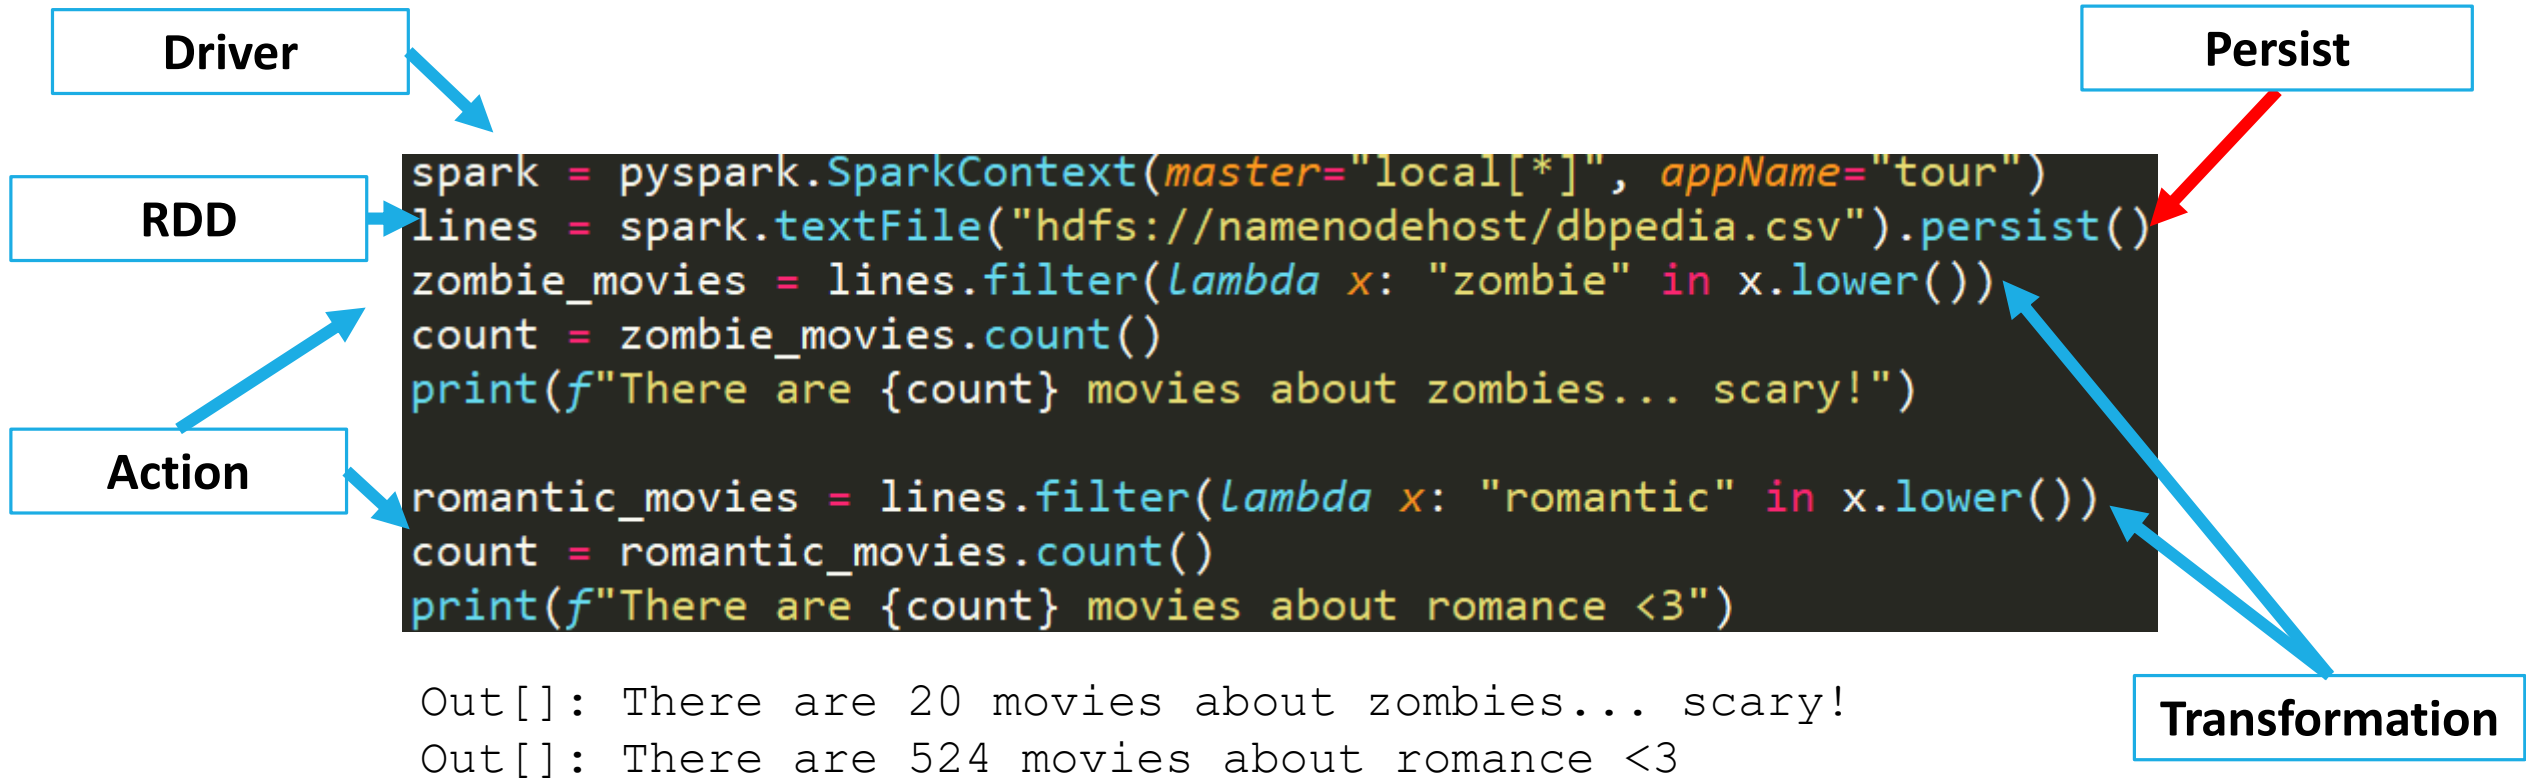 Driver
Persist
RDD
Action
spark = pyspark.SparkContext(master="local[*]", appName="tour")
lines = spark.textFile("hdfs://namenodehost/dbpedia.csv").persist()
zombie_movies = lines.filter(lambda x: "zombie" in x.lower())
count = zombie_movies.count()
print(f"There are {count} movies about zombies... scary!")
romantic_movies = lines.filter(lambda x: "romantic" in x.lower())
count = romantic_movies.count()
print(f"There are {count} movies about romance <3")
Transformation
Out[]: There are 20 movies about zombies... scary!
Out[]: There are 524 movies about romance <3